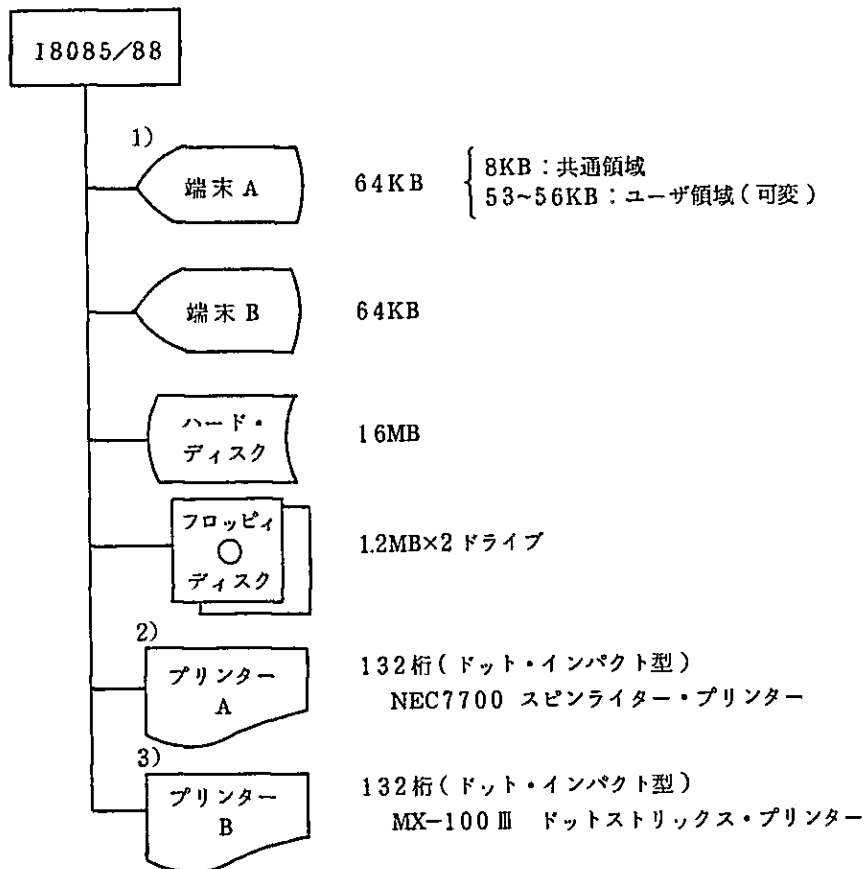 I8085/88
1)
端末 A
64KB
8KB:共通領域
53~56KB:ユーザ領域(可変)
端末 B
64KB
ハード・
ディスク
16MB
フロッピィ
ディスク
1.2MB×2 ドライブ
2)
プリンター
A
132桁(ドット・インパクト型)
NEC7700 スピンライター・プリンター
3)
プリンター
B
132桁(ドット・インパクト型)
MX-100Ⅲ ドットストリックス・プリンター